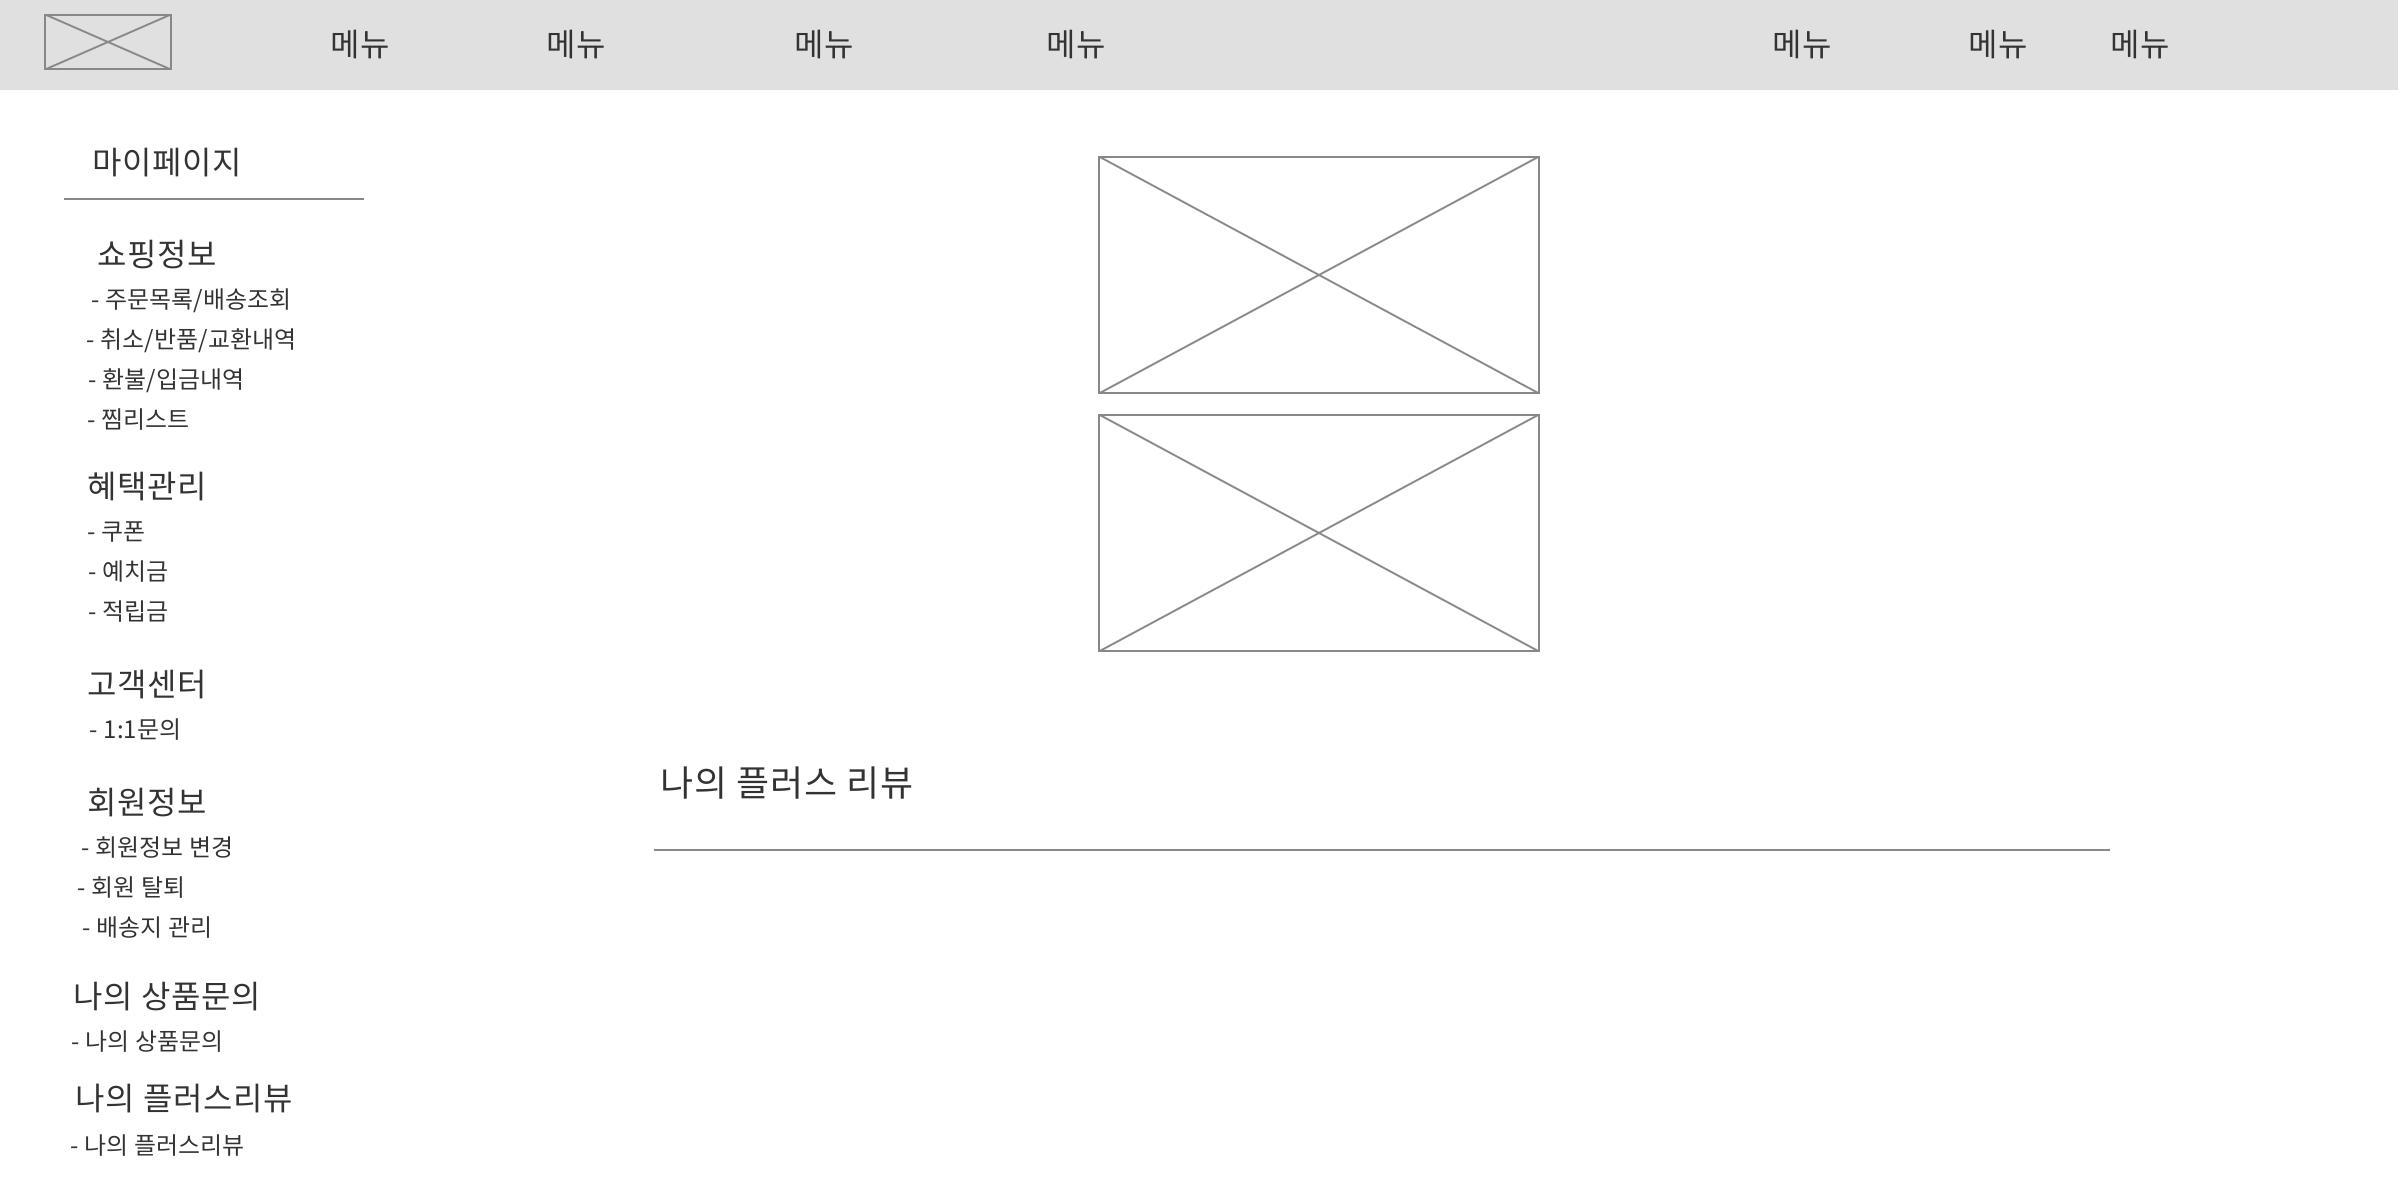 메뉴 메뉴 메뉴 메뉴 메뉴 메뉴 메뉴
마이페이지
쇼핑정보
- 주문목록/배송조회
- 취소/반품/교환내역
- 환불/입금내역
- 찜리스트
혜택관리
- 쿠폰
- 예치금
- 적립금
고객센터
- 1:1문의
회원정보
- 회원정보 변경
- 회원 탈퇴
- 배송지 관리
나의 상품문의
- 나의 상품문의
나의 플러스리뷰
- 나의 플러스리뷰
나의 플러스 리뷰